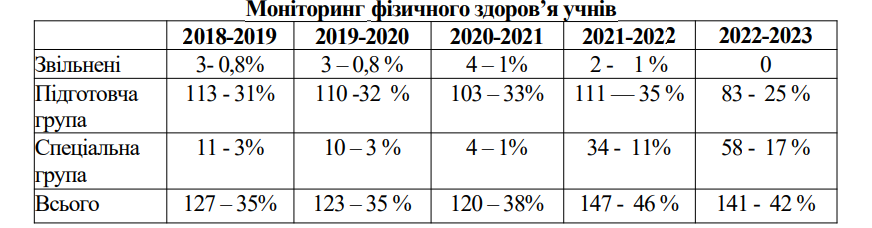 Моніторинг фізичного здоров’я учнів
2018-2019 2019-2020 2020-2021 2021-2022 2022-2023
Звільнені 3- 0,8% 3 – 0,8 % 4 – 1% 2 - 1 % 0
Підготовча група 113 - 31% 110 -32 % 103 – 33% 111 — 35 % 83 - 25 %
Спеціальна група 11 - 3% 10 – 3 % 4 – 1% 34 - 11% 58 - 17 %
Всього 127 – 35% 123 – 35 % 120 – 38% 147 - 46 % 141 - 42 %